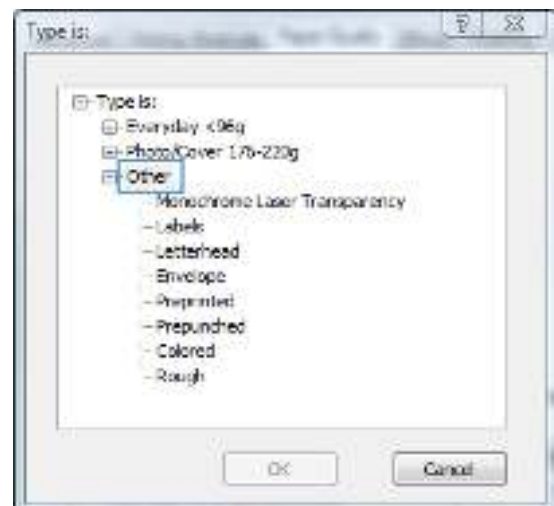 Type is:
Type is:
Everyday <96g
Photo/Cover 176-220g
Other
Monochrome Laser Transparency
Labels
Letterhead
Envelope
Preprinted
Prepunched
Colored
Rough
OK
Cancel